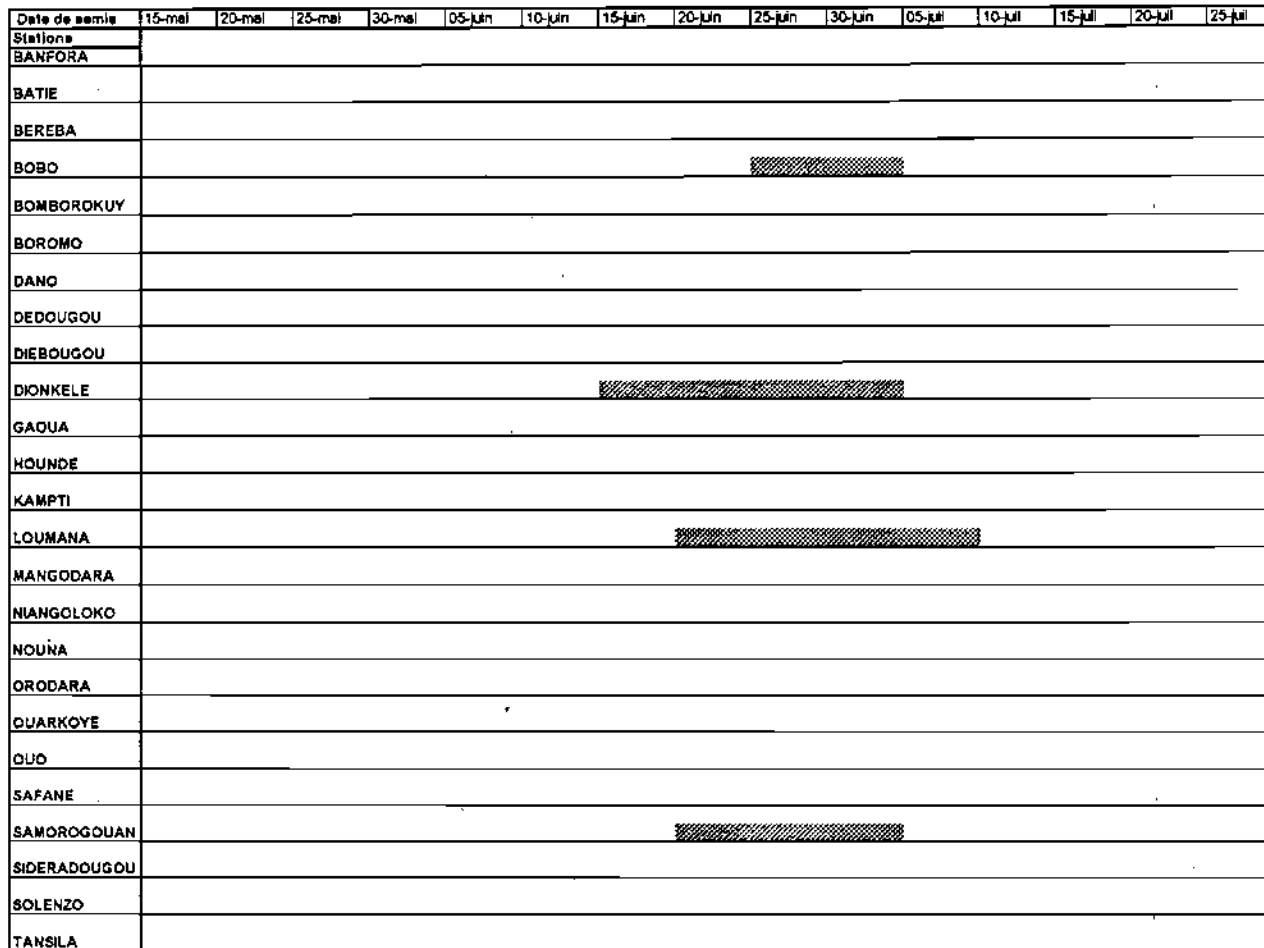 Date de semis 15-mai 20-mai 25-mai 30-mai 05-juin 10-juin 15-juin 20-juin 25-juin 30-juin 05-juil 10-juil 15-juil 20-juil 25-juil
Stations
BANFORA
BATIE
BEREBA
BOBO
BOMBOROKUY
BOROMO
DANO
DEDOUGOU
DIEBOUGOU
DIONKELE
GAOUA
HOUNDE
KAMPTI
LOUMANA
MANGODARA
NIANGOLOKO
NOUNA
ORODARA
OUARKOYE
OUO
SAFANE
SAMOROGOUAN
SIDERADOUGOU
SOLENZO
TANSILA